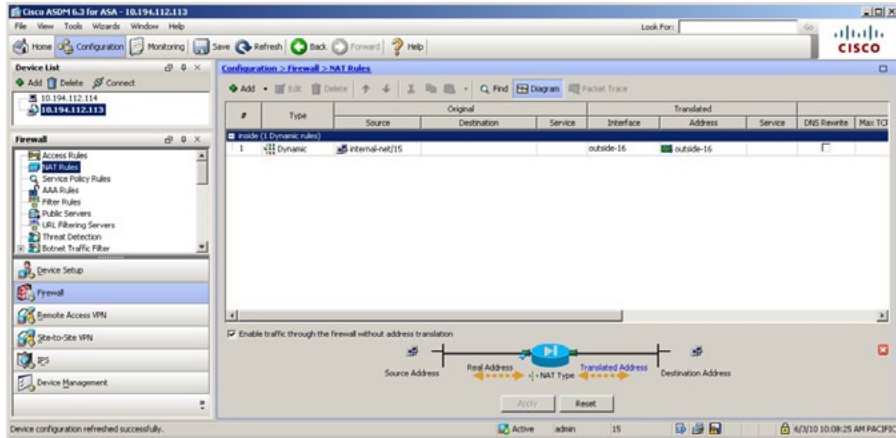 Cisco ASDM 6.3 for ASA - 10.194.112.113
File View Tools Wizards Window Help
Look For: Go
Home Configuration Monitoring Save Refresh Back Forward Help
CISCO
Device List
Add Delete Connect
10.194.112.114
10.194.112.113
Firewall
Access Rules
NAT Rules
Service Policy Rules
AAA Rules
Filter Rules
Public Servers
URL Filtering Servers
Threat Detection
Botnet Traffic Filter
Device Setup
Firewall
Remote Access VPN
Site-to-Site VPN
IPS
Device Management
Configuration > Firewall > NAT Rules
Add Edit Delete Find Diagram Packet Trace
# Type Original Translated
Source Destination Service Interface Address Service DNS Rewrite Max TCP
inside (1 Dynamic rules)
1 Dynamic internal-net/15 outside-16 outside-16
Enable traffic through the firewall without address translation
Source Address Real Address NAT Type Translated Address Destination Address
Apply Reset
Device configuration refreshed successfully. Active admin 15 6/3/10 10:08:25 AM PACIFIC